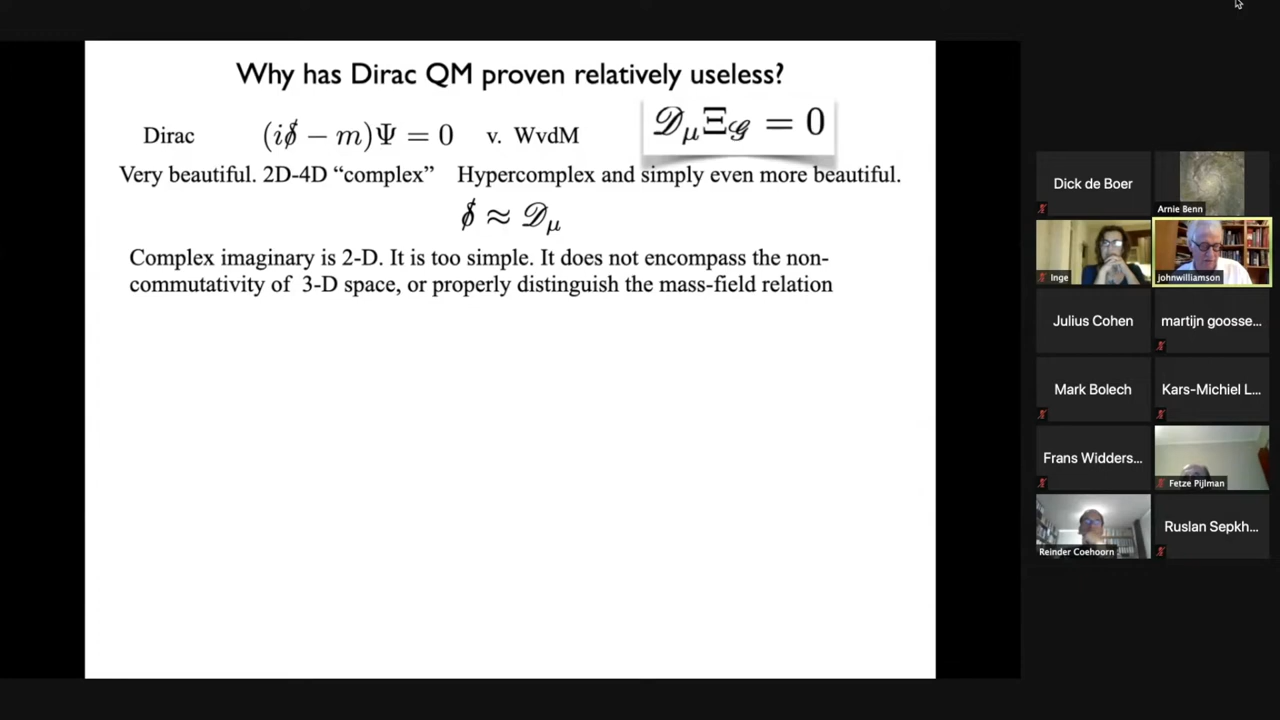 Why has Dirac QM proven relatively useless?
Dirac (i∂̸ − m)Ψ = 0 v. WvdM 𝒟μ Ξ𝒢 = 0
Very beautiful. 2D-4D “complex” Hypercomplex and simply even more beautiful.
∂̸ ≈ 𝒟μ
Complex imaginary is 2-D. It is too simple. It does not encompass the non-
commutativity of 3-D space, or properly distinguish the mass-field relation
Dick de Boer
Arnie Benn
Inge
johnwilliamson
Julius Cohen
martijn goosse...
Mark Bolech
Kars-Michiel L...
Frans Widders...
Fetze Pijlman
Reinder Coehoorn
Ruslan Sepkh...